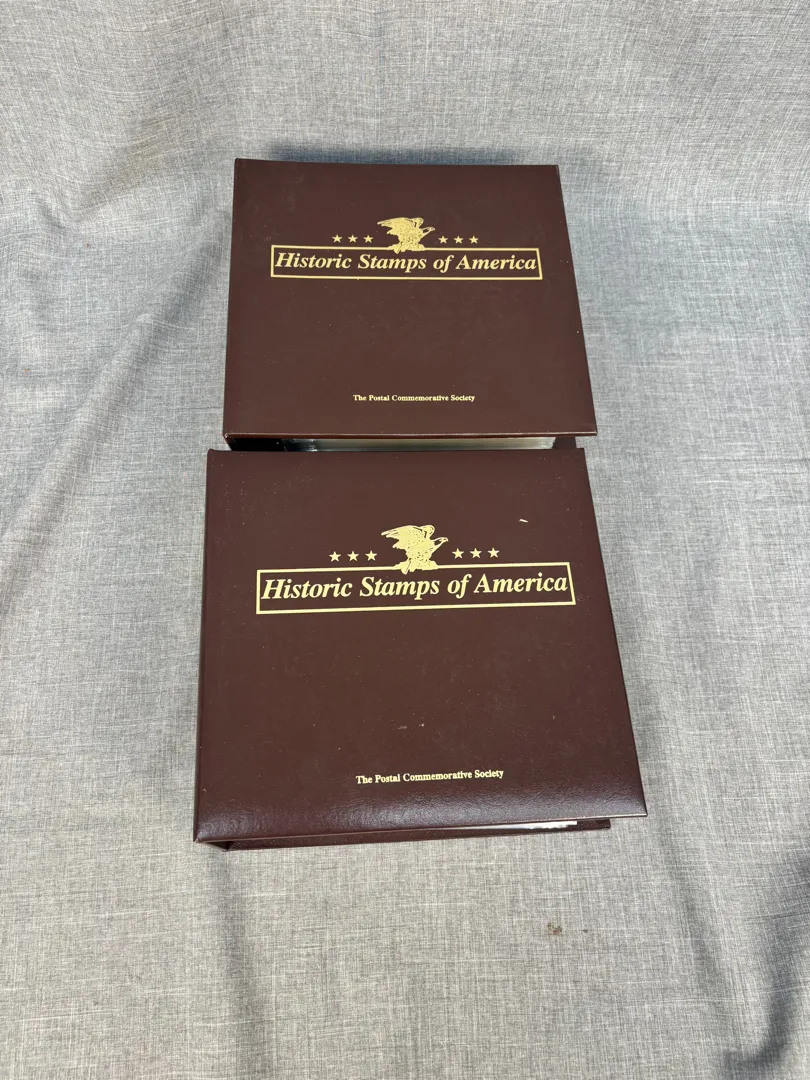 Historic Stamps of America
The Postal Commemorative Society
Historic Stamps of America
The Postal Commemorative Society